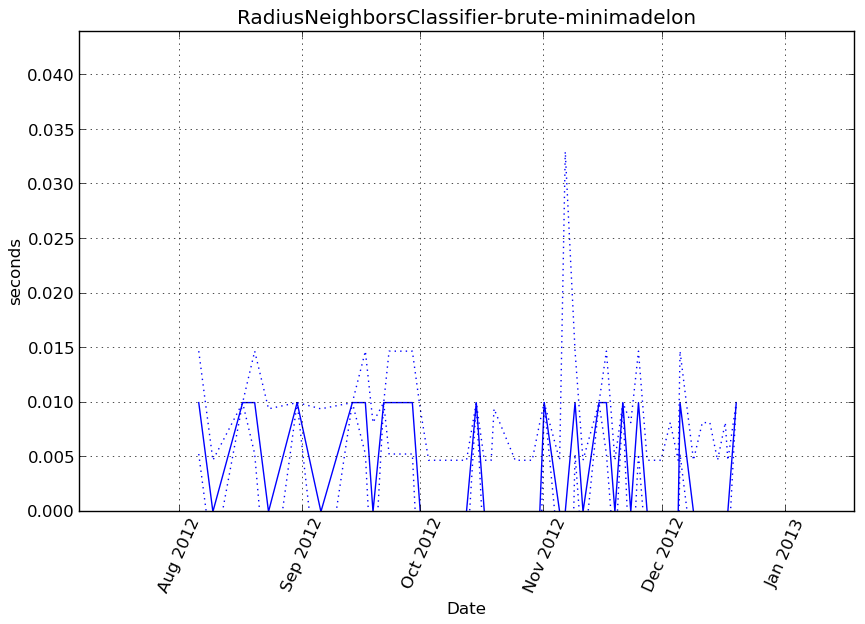 RadiusNeighborsClassifier-brute-minimadelon
0.040
0.035
0.030
0.025
0.020
0.015
0.010
0.005
0.000
seconds
Aug 2012
Sep 2012
Oct 2012
Nov 2012
Dec 2012
Jan 2013
Date